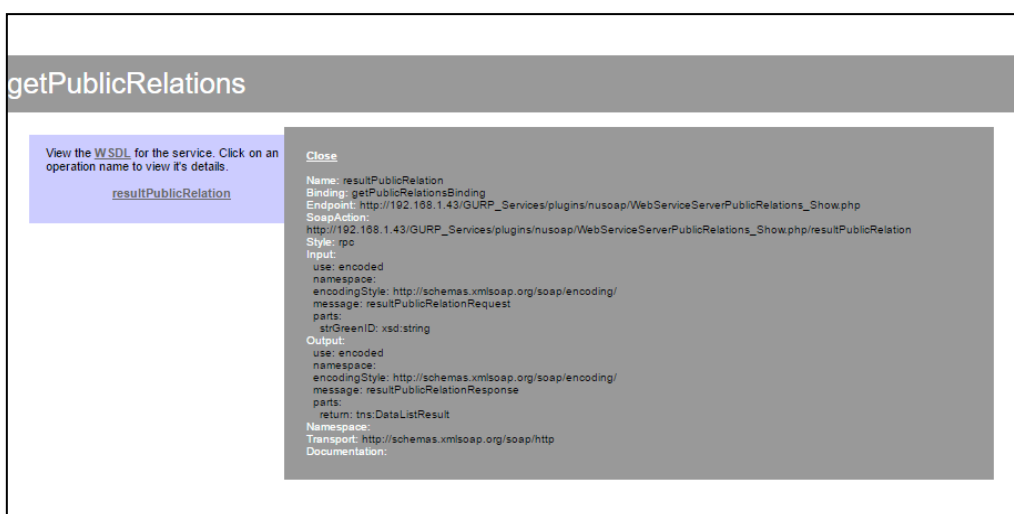 getPublicRelations
View the WSDL for the service. Click on an
operation name to view it's details.
resultPublicRelation
Close
Name: resultPublicRelation
Binding: getPublicRelationsBinding
Endpoint: http://192.168.1.43/GURP_Services/plugins/nusoap/WebServiceServerPublicRelations_Show.php
SoapAction:
http://192.168.1.43/GURP_Services/plugins/nusoap/WebServiceServerPublicRelations_Show.php/resultPublicRelation
Style: rpc
Input:
use: encoded
namespace:
encodingStyle: http://schemas.xmlsoap.org/soap/encoding/
message: resultPublicRelationRequest
parts:
strGreenID: xsd:string
Output:
use: encoded
namespace:
encodingStyle: http://schemas.xmlsoap.org/soap/encoding/
message: resultPublicRelationResponse
parts:
return: tns:DataListResult
Namespace:
Transport: http://schemas.xmlsoap.org/soap/http
Documentation: